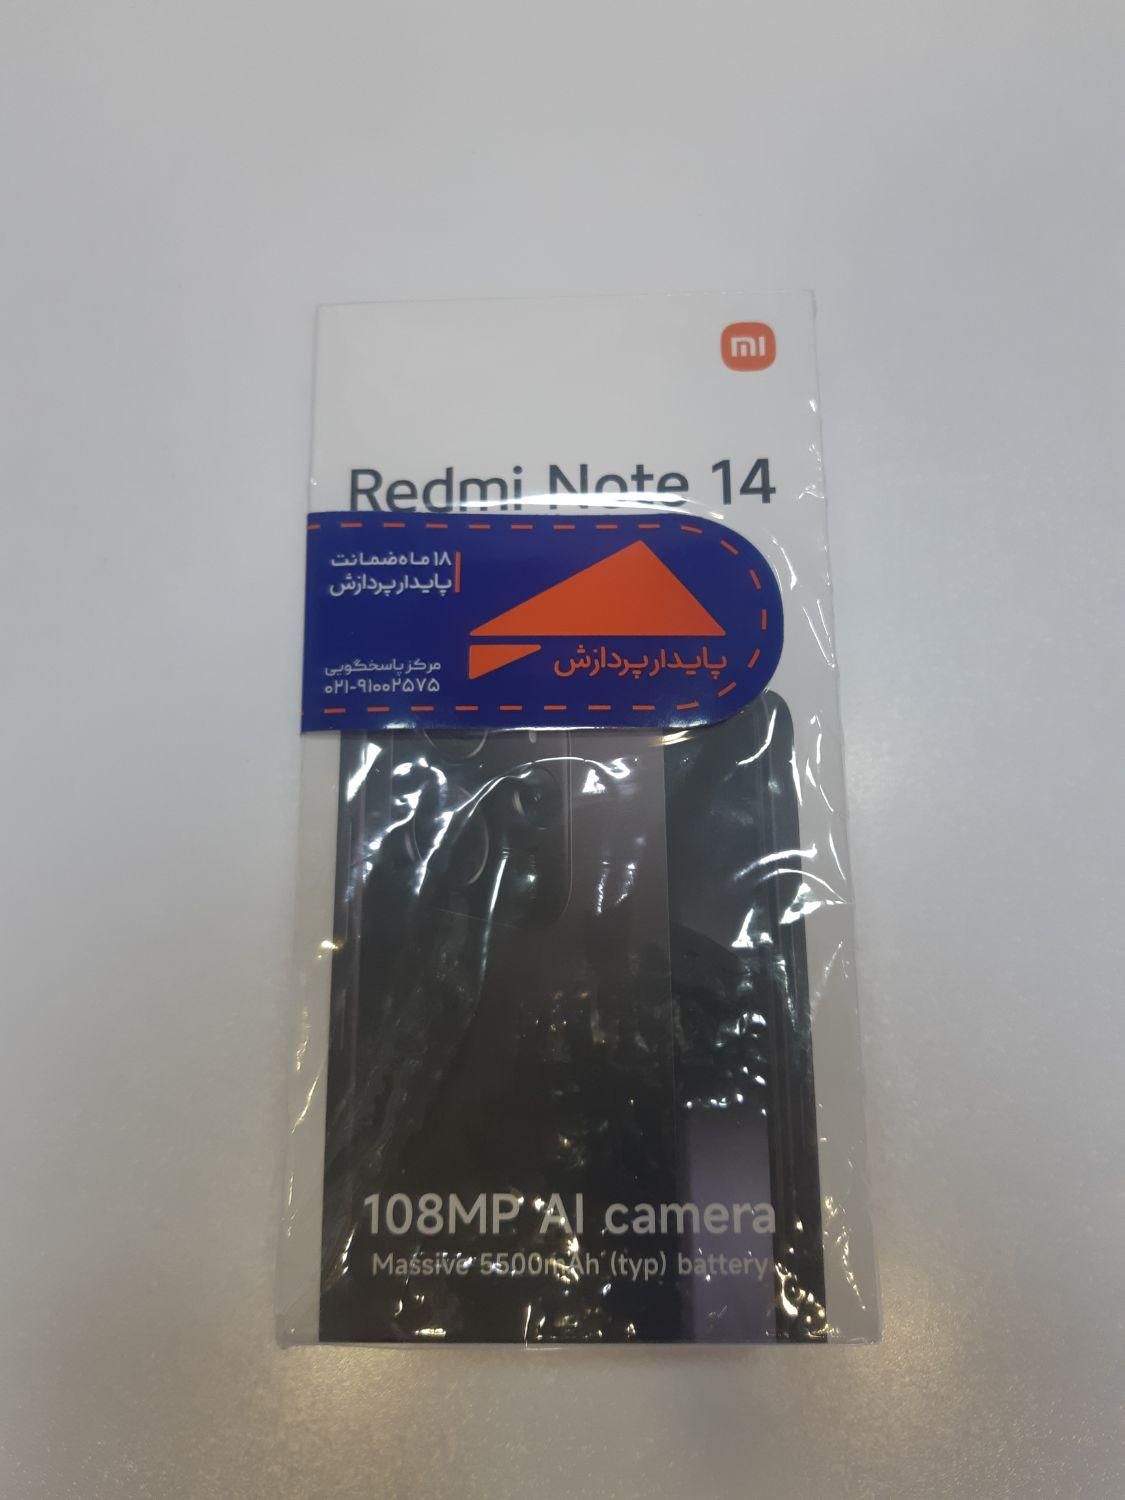 mi
Redmi Note 14
۱۸ ماه ضمانت
پایدار پردازش
پایدار پردازش
مرکز پاسخگویی
۰۲۱-۹۱۰۰۲۵۷۵
108MP AI camera
Massive 5500mAh (typ) battery